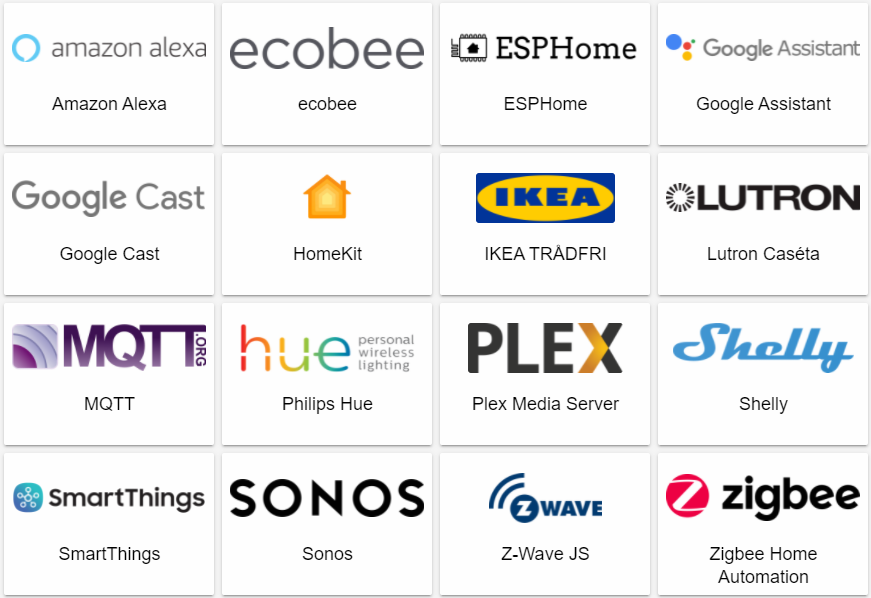 amazon alexa
Amazon Alexa
ecobee
ecobee
ESPHome
ESPHome
Google Assistant
Google Assistant
Google Cast
Google Cast
HomeKit
IKEA
IKEA TRÅDFRI
LUTRON
Lutron Caséta
MQTT.ORG
MQTT
hue personal
wireless
lighting
Philips Hue
PLEX
Plex Media Server
Shelly
Shelly
SmartThings
SmartThings
SONOS
Sonos
Z WAVE
Z-Wave JS
zigbee
Zigbee Home
Automation